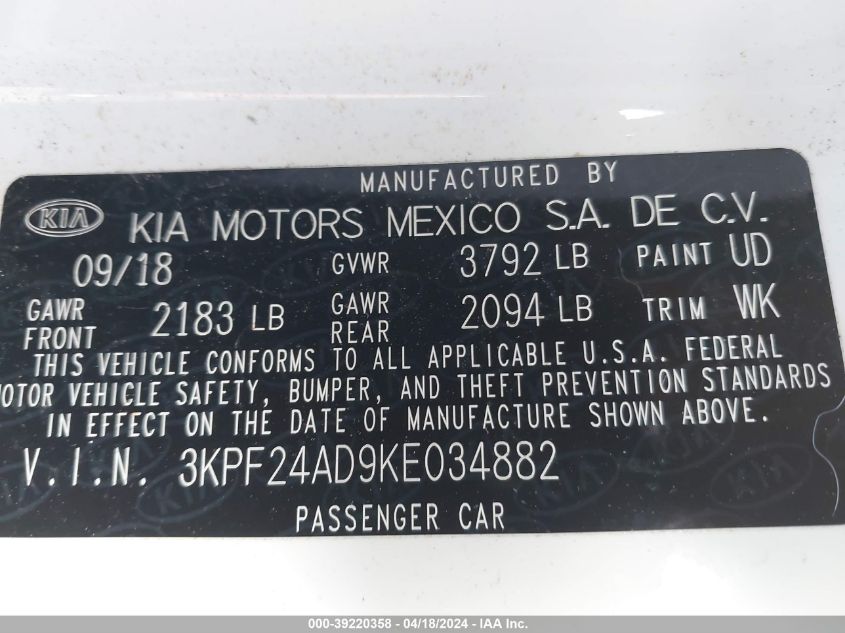 MANUFACTURED BY
KIA KIA MOTORS MEXICO S.A. DE C.V.
09/18 GVWR 3792 LB PAINT UD
GAWR FRONT 2183 LB GAWR REAR 2094 LB TRIM WK
THIS VEHICLE CONFORMS TO ALL APPLICABLE U.S.A. FEDERAL
MOTOR VEHICLE SAFETY, BUMPER, AND THEFT PREVENTION STANDARDS
IN EFFECT ON THE DATE OF MANUFACTURE SHOWN ABOVE.
V.I.N. 3KPF24AD9KE034882
PASSENGER CAR
000-39220358 - 04/18/2024 - IAA Inc.